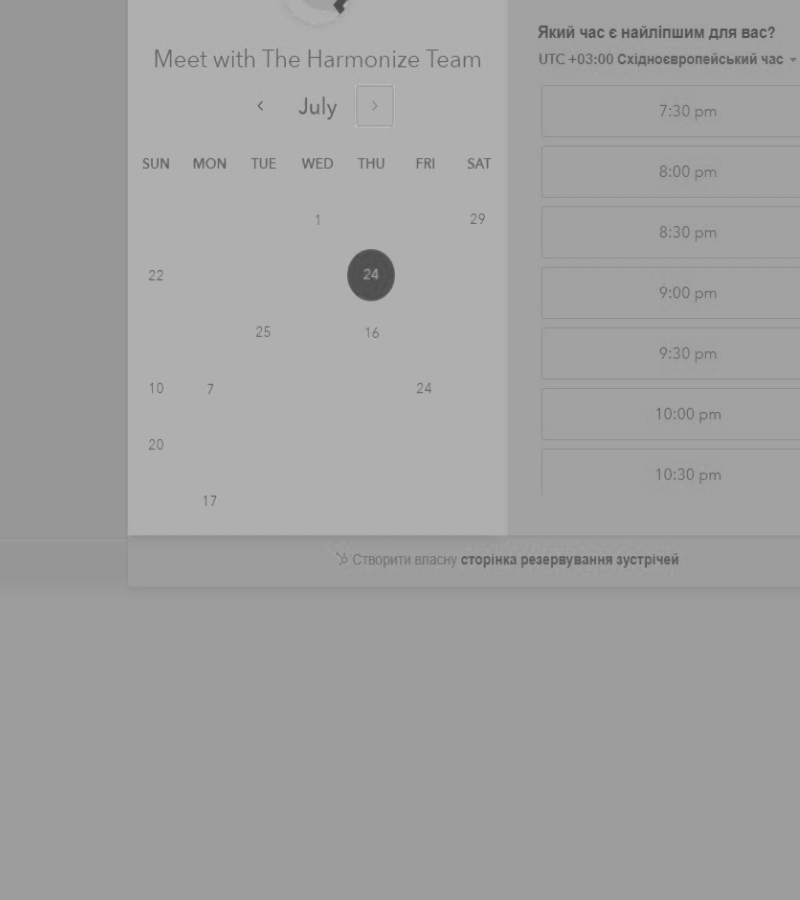 Meet with The Harmonize Team
July
SUN MON TUE WED THU FRI SAT
1 29
22 24
25 16
10 7 24
20
17
Який час є найліпшим для вас?
UTC +03:00 Східноєвропейський час
7:30 pm
8:00 pm
8:30 pm
9:00 pm
9:30 pm
10:00 pm
10:30 pm
Створити власну сторінка резервування зустрічей